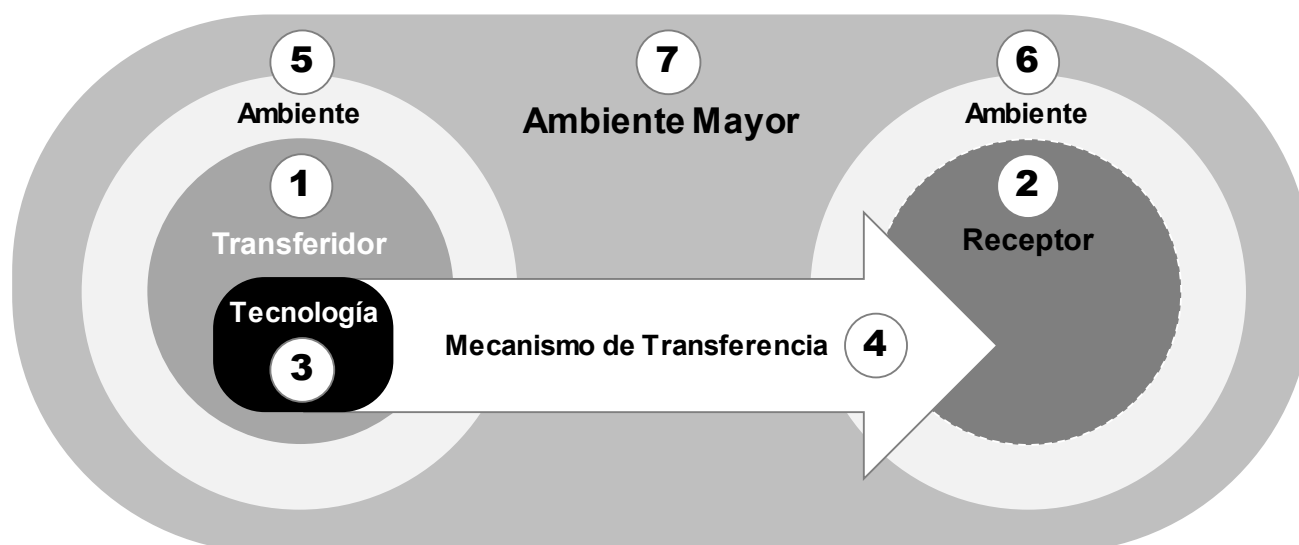 5
7
6
Ambiente
Ambiente Mayor
Ambiente
1
2
Transferidor
Receptor
Tecnología
Mecanismo de Transferencia
4
3